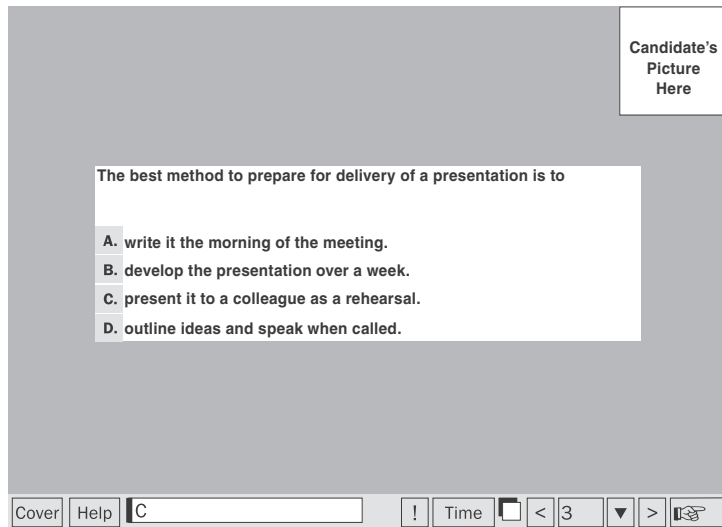 Candidate's
Picture
Here
The best method to prepare for delivery of a presentation is to
A. write it the morning of the meeting.
B. develop the presentation over a week.
C. present it to a colleague as a rehearsal.
D. outline ideas and speak when called.
Cover Help C ! Time < 3 ▼ >